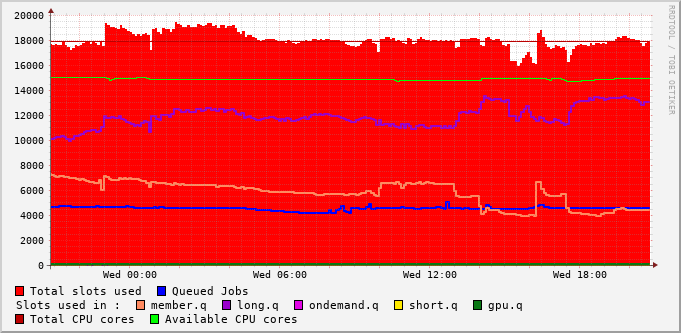 RRDTOOL / TOBI OETIKER
20000
18000
16000
14000
12000
10000
8000
6000
4000
2000
0
Wed 00:00 Wed 06:00 Wed 12:00 Wed 18:00
Total slots used Queued Jobs
Slots used in : member.q long.q ondemand.q short.q gpu.q
Total CPU cores Available CPU cores